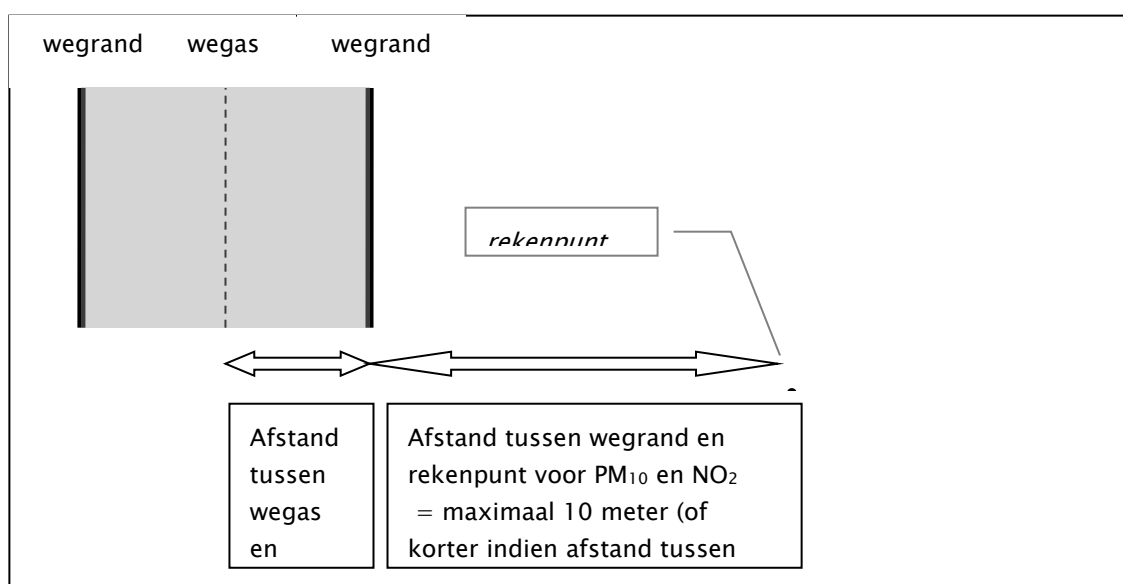 wegrand wegas wegrand
rekenpunt
Afstand
tussen
wegas
en
Afstand tussen wegrand en
rekenpunt voor PM₁₀ en NO₂
= maximaal 10 meter (of
korter indien afstand tussen